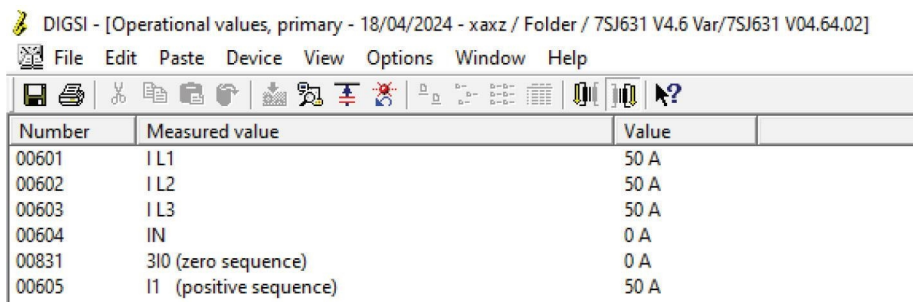 DIGSI - [Operational values, primary - 18/04/2024 - xaxz / Folder / 7SJ631 V4.6 Var/7SJ631 V04.64.02]
File Edit Paste Device View Options Window Help
Number Measured value Value
00601 I L1 50 A
00602 I L2 50 A
00603 I L3 50 A
00604 IN 0 A
00831 3I0 (zero sequence) 0 A
00605 I1 (positive sequence) 50 A